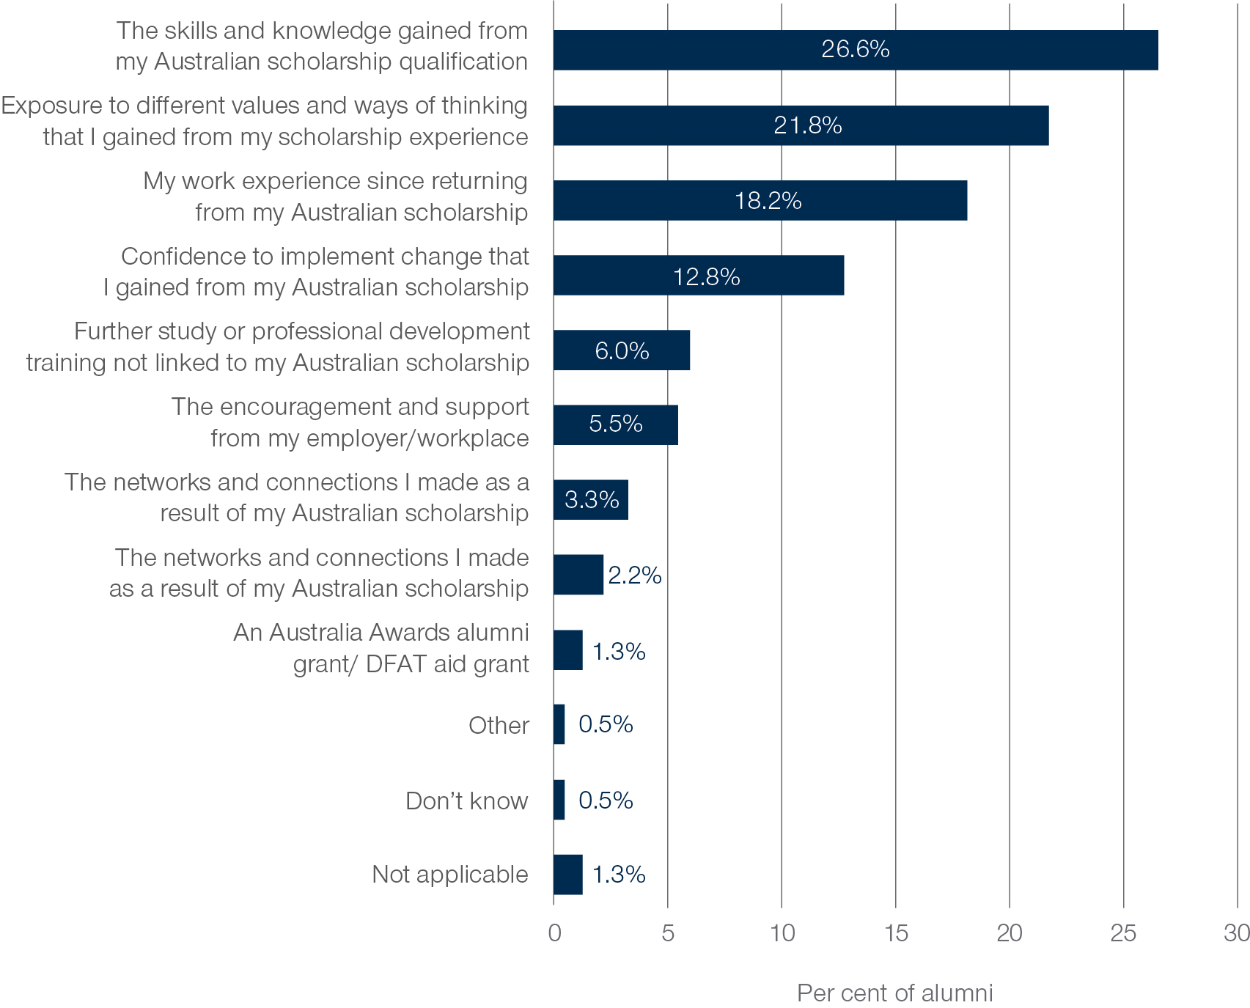 The skills and knowledge gained from
my Australian scholarship qualification
26.6%
Exposure to different values and ways of thinking
that I gained from my scholarship experience
21.8%
My work experience since returning
from my Australian scholarship
18.2%
Confidence to implement change that
I gained from my Australian scholarship
12.8%
Further study or professional development
training not linked to my Australian scholarship
6.0%
The encouragement and support
from my employer/workplace
5.5%
The networks and connections I made as a
result of my Australian scholarship
3.3%
The networks and connections I made
as a result of my Australian scholarship
2.2%
An Australia Awards alumni
grant/ DFAT aid grant
1.3%
Other
0.5%
Don’t know
0.5%
Not applicable
1.3%
0 5 10 15 20 25 30
Per cent of alumni